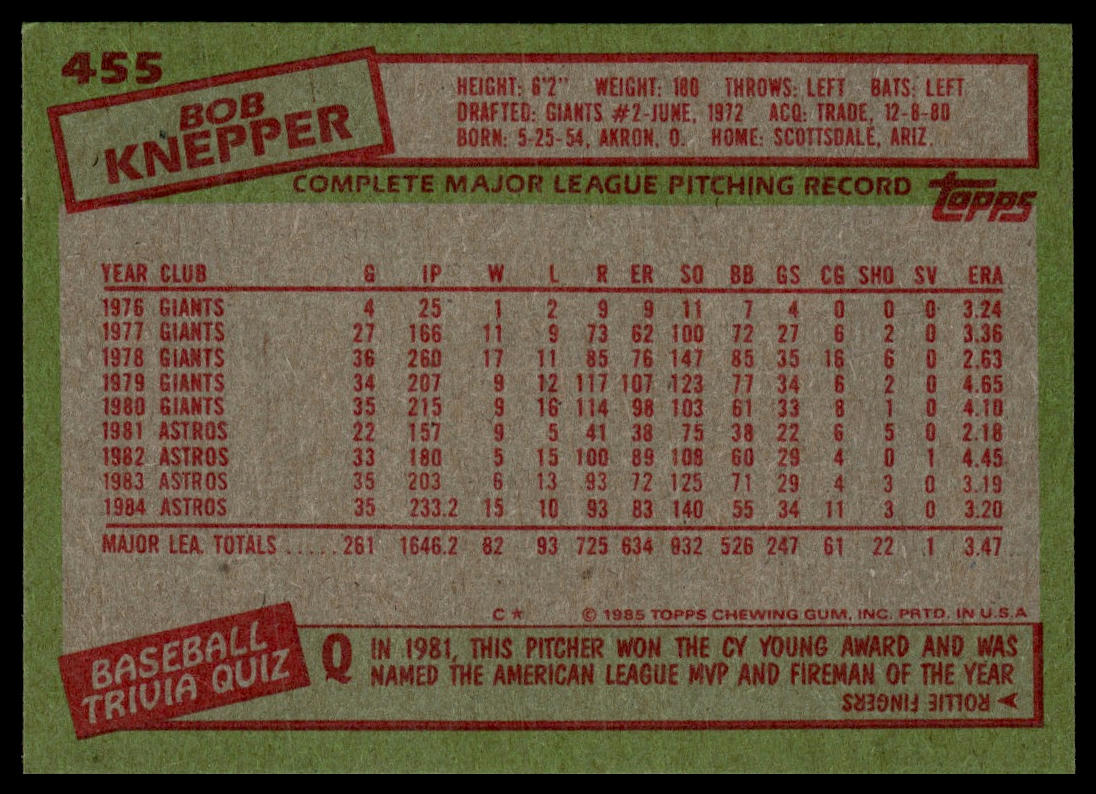 455
BOB
KNEPPER
HEIGHT: 6'2" WEIGHT: 180 THROWS: LEFT BATS: LEFT
DRAFTED: GIANTS #2-JUNE, 1972 ACQ: TRADE, 12-8-80
BORN: 5-25-54, AKRON, O. HOME: SCOTTSDALE, ARIZ.
COMPLETE MAJOR LEAGUE PITCHING RECORD
topps
YEAR CLUB G IP W L R ER SO BB GS CG SHO SV ERA
1976 GIANTS 4 25 1 2 9 9 11 7 4 0 0 0 3.24
1977 GIANTS 27 166 11 9 73 62 100 72 27 6 2 0 3.36
1978 GIANTS 36 260 17 11 85 76 147 85 35 16 6 0 2.63
1979 GIANTS 34 207 9 12 117 107 123 77 34 6 2 0 4.65
1980 GIANTS 35 215 9 16 114 98 103 61 33 8 1 0 4.10
1981 ASTROS 22 157 9 5 41 38 75 38 22 6 5 0 2.18
1982 ASTROS 33 180 5 15 100 89 108 60 29 4 0 1 4.45
1983 ASTROS 35 203 6 13 93 72 125 71 29 4 3 0 3.19
1984 ASTROS 35 233.2 15 10 93 83 140 55 34 11 3 0 3.20
MAJOR LEA. TOTALS ..... 261 1646.2 82 93 725 634 932 526 247 61 22 1 3.47
C* © 1985 TOPPS CHEWING GUM, INC. PRTD. IN U.S.A
BASEBALL
TRIVIA QUIZ
Q IN 1981, THIS PITCHER WON THE CY YOUNG AWARD AND WAS
NAMED THE AMERICAN LEAGUE MVP AND FIREMAN OF THE YEAR
ROLLIE FINGERS